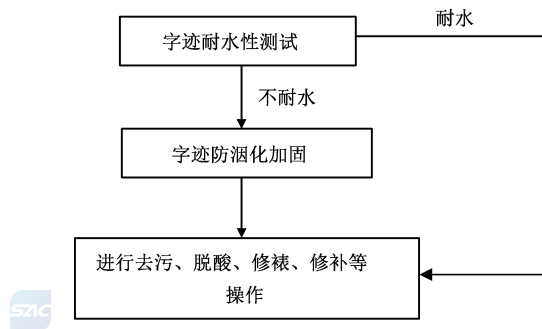 字迹耐水性测试
耐水
不耐水
字迹防洇化加固
进行去污、脱酸、修裱、修补等
操作
SAC